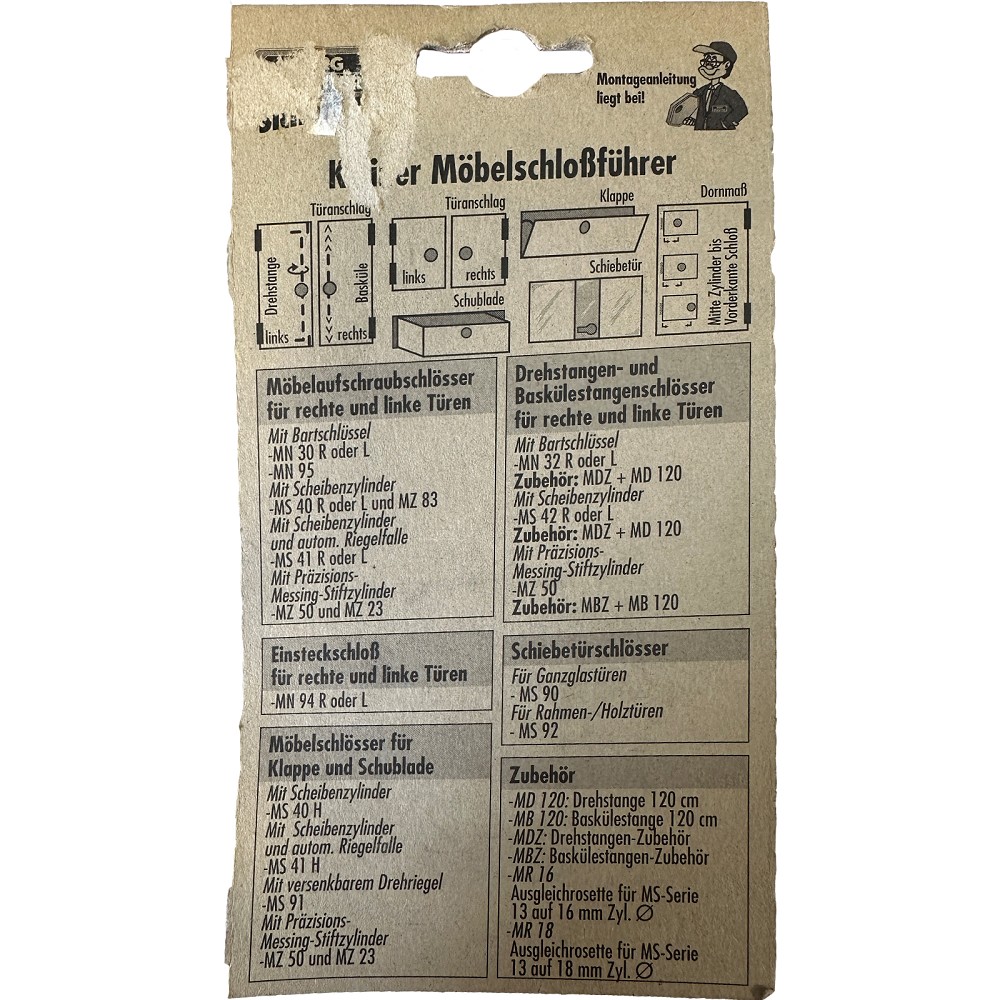 Montageanleitung
liegt bei!
Möbelschloßführer
Türanschlag
Türanschlag
Klappe
Dornmaß
Drehstange
links
Basküle
rechts
links
rechts
Schublade
Schiebetür
Mitte Zylinder bis
Vorderkante Schloß
Möbelaufschraubschlösser
für rechte und linke Türen
Mit Bartschlüssel
-MN 30 R oder L
-MN 95
Mit Scheibenzylinder
-MS 40 R oder L und MZ 83
Mit Scheibenzylinder
und autom. Riegelfalle
-MS 41 R oder L
Mit Präzisions-
Messing-Stiftzylinder
-MZ 50 und MZ 23
Einsteckschloß
für rechte und linke Türen
-MN 94 R oder L
Möbelschlösser für
Klappe und Schublade
Mit Scheibenzylinder
-MS 40 H
Mit Scheibenzylinder
und autom. Riegelfalle
-MS 41 H
Mit versenkbarem Drehriegel
-MS 91
Mit Präzisions-
Messing-Stiftzylinder
-MZ 50 und MZ 23
Drehstangen- und
Baskülestangenschlösser
für rechte und linke Türen
Mit Bartschlüssel
-MN 32 R oder L
Zubehör: MDZ + MD 120
Mit Scheibenzylinder
-MS 42 R oder L
Zubehör: MDZ + MD 120
Mit Präzisions-
Messing-Stiftzylinder
-MZ 50
Zubehör: MBZ + MB 120
Schiebetürschlösser
Für Ganzglastüren
- MS 90
Für Rahmen-/Holztüren
- MS 92
Zubehör
-MD 120: Drehstange 120 cm
-MB 120: Baskülestange 120 cm
-MDZ: Drehstangen-Zubehör
-MBZ: Baskülestangen-Zubehör
-MR 16
Ausgleichrosette für MS-Serie
13 auf 16 mm Zyl. ∅
-MR 18
Ausgleichrosette für MS-Serie
13 auf 18 mm Zyl. ∅